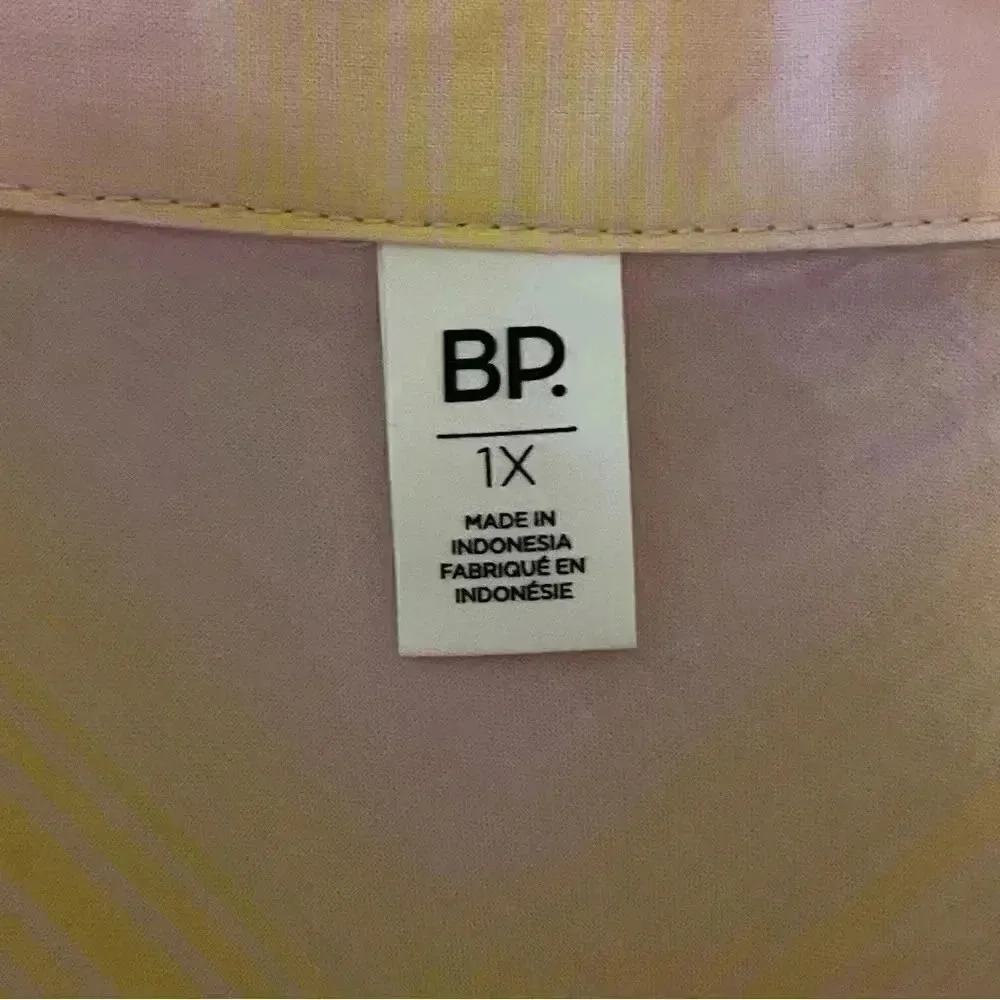 BP.
1X
MADE IN
INDONESIA
FABRIQUÉ EN
INDONÉSIE